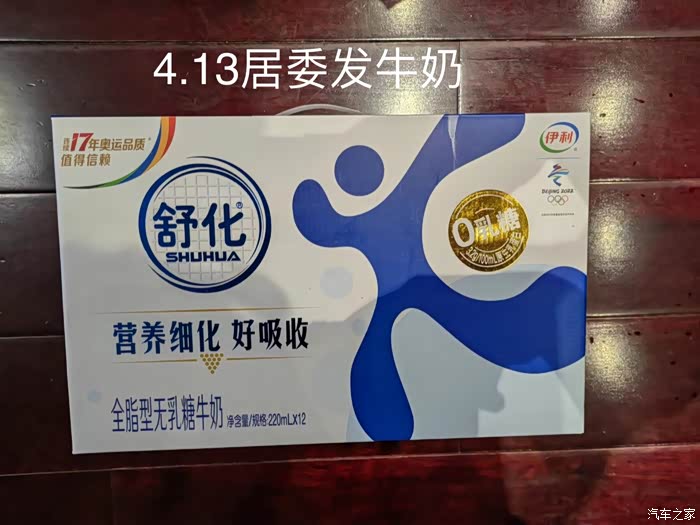 4.13居委发牛奶
连续17年奥运品质
值得信赖
伊利
BEIJING 2022
舒化®
SHUHUA
0乳糖
营养细化 好吸收
全脂型无乳糖牛奶 净含量/规格:220mLX12
汽车之家